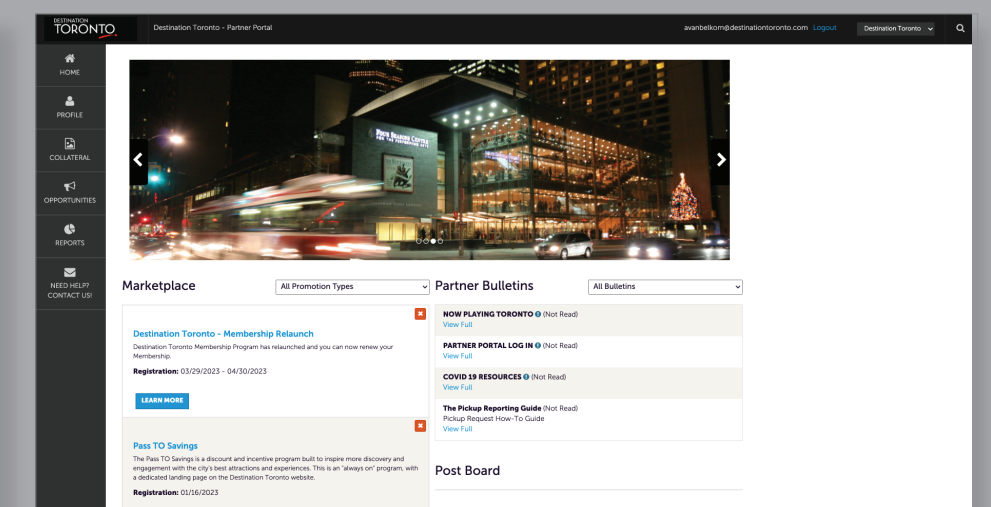 DESTINATION
TORONTO
Destination Toronto - Partner Portal
avanbelkom@destinationtoronto.com Logout
Destination Toronto
HOME
PROFILE
COLLATERAL
OPPORTUNITIES
REPORTS
NEED HELP?
CONTACT US!
FOUR SEASONS CENTRE
FOR THE PERFORMING ARTS
Marketplace
All Promotion Types
Destination Toronto - Membership Relaunch
Destination Toronto Membership Program has relaunched and you can now renew your
Membership.
Registration: 03/29/2023 - 04/30/2023
LEARN MORE
Pass TO Savings
The Pass TO Savings is a discount and incentive program built to inspire more discovery and
engagement with the city's best attractions and experiences. This is an "always on" program, with
a dedicated landing page on the Destination Toronto website.
Registration: 01/16/2023
Partner Bulletins
All Bulletins
NOW PLAYING TORONTO (Not Read)
View Full
PARTNER PORTAL LOG IN (Not Read)
View Full
COVID 19 RESOURCES (Not Read)
View Full
The Pickup Reporting Guide (Not Read)
Pickup Request How-To Guide
View Full
Post Board